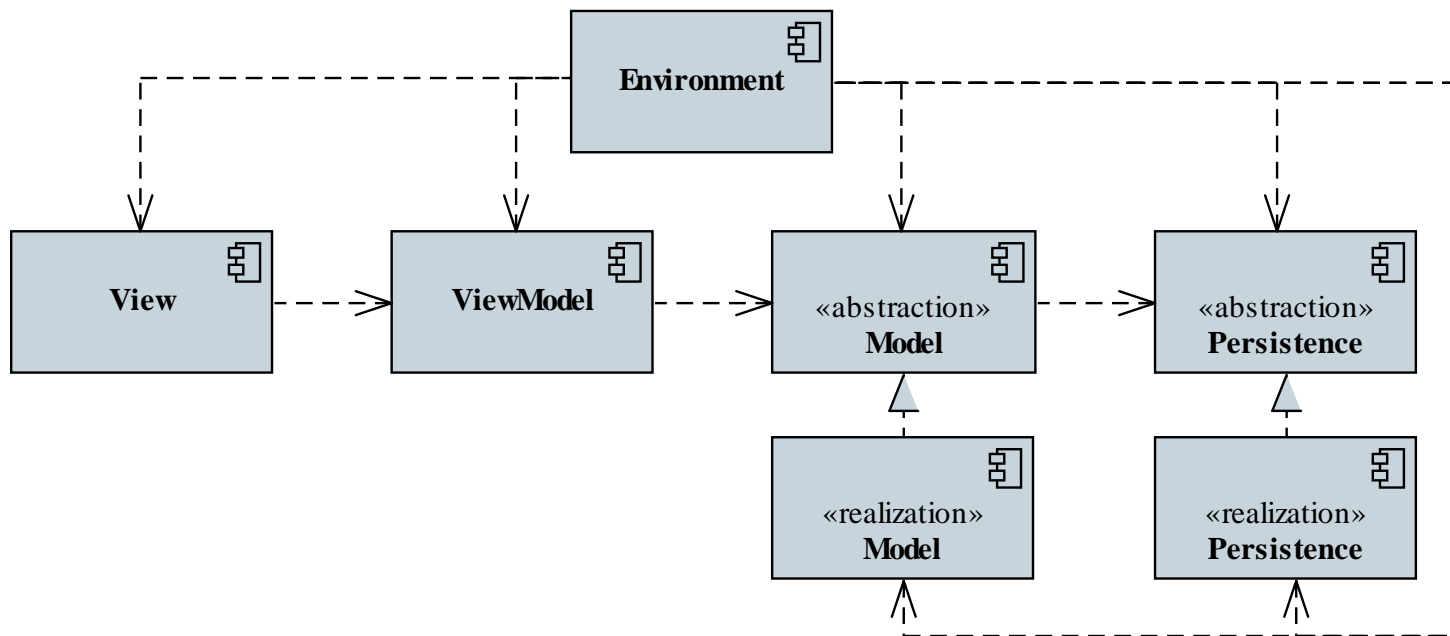 Environment
View
ViewModel
«abstraction»
Model
«abstraction»
Persistence
«realization»
Model
«realization»
Persistence